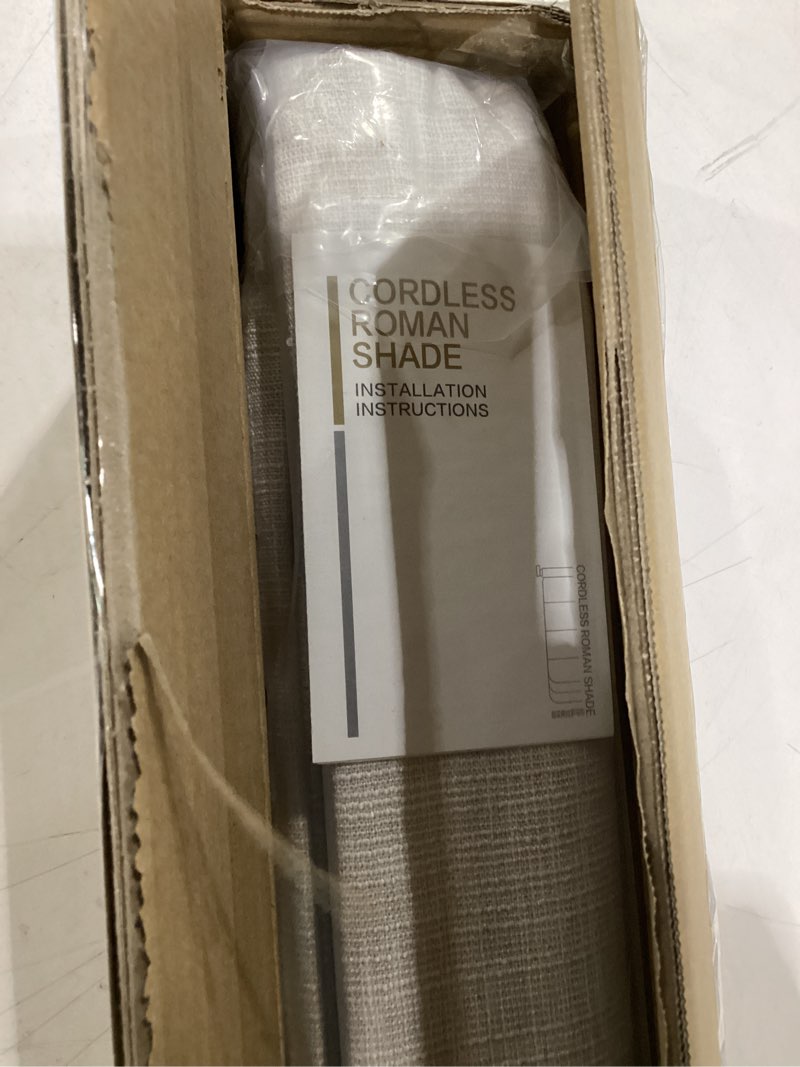 CORDLESS
ROMAN
SHADE
INSTALLATION
INSTRUCTIONS
CORDLESS ROMAN SHADE